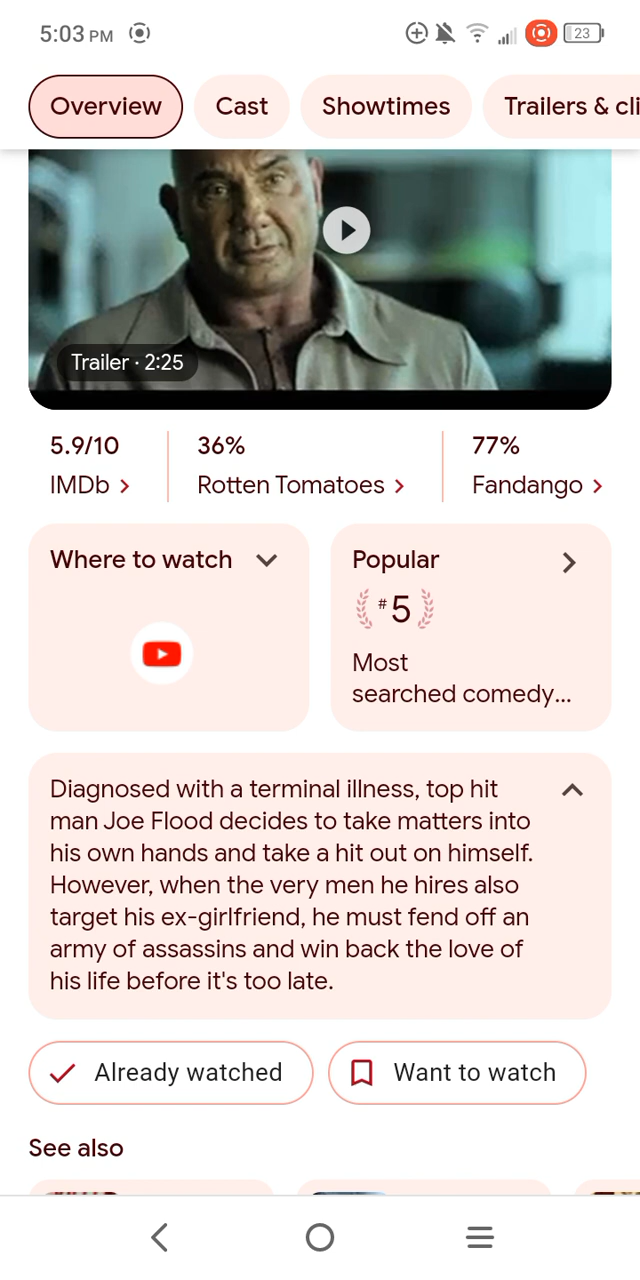 5:03 PM
23
Overview
Cast
Showtimes
Trailers & cli
Trailer · 2:25
5.9/10
IMDb
36%
Rotten Tomatoes
77%
Fandango
Where to watch
Popular
#5
Most
searched comedy...
Diagnosed with a terminal illness, top hit
man Joe Flood decides to take matters into
his own hands and take a hit out on himself.
However, when the very men he hires also
target his ex-girlfriend, he must fend off an
army of assassins and win back the love of
his life before it's too late.
Already watched
Want to watch
See also